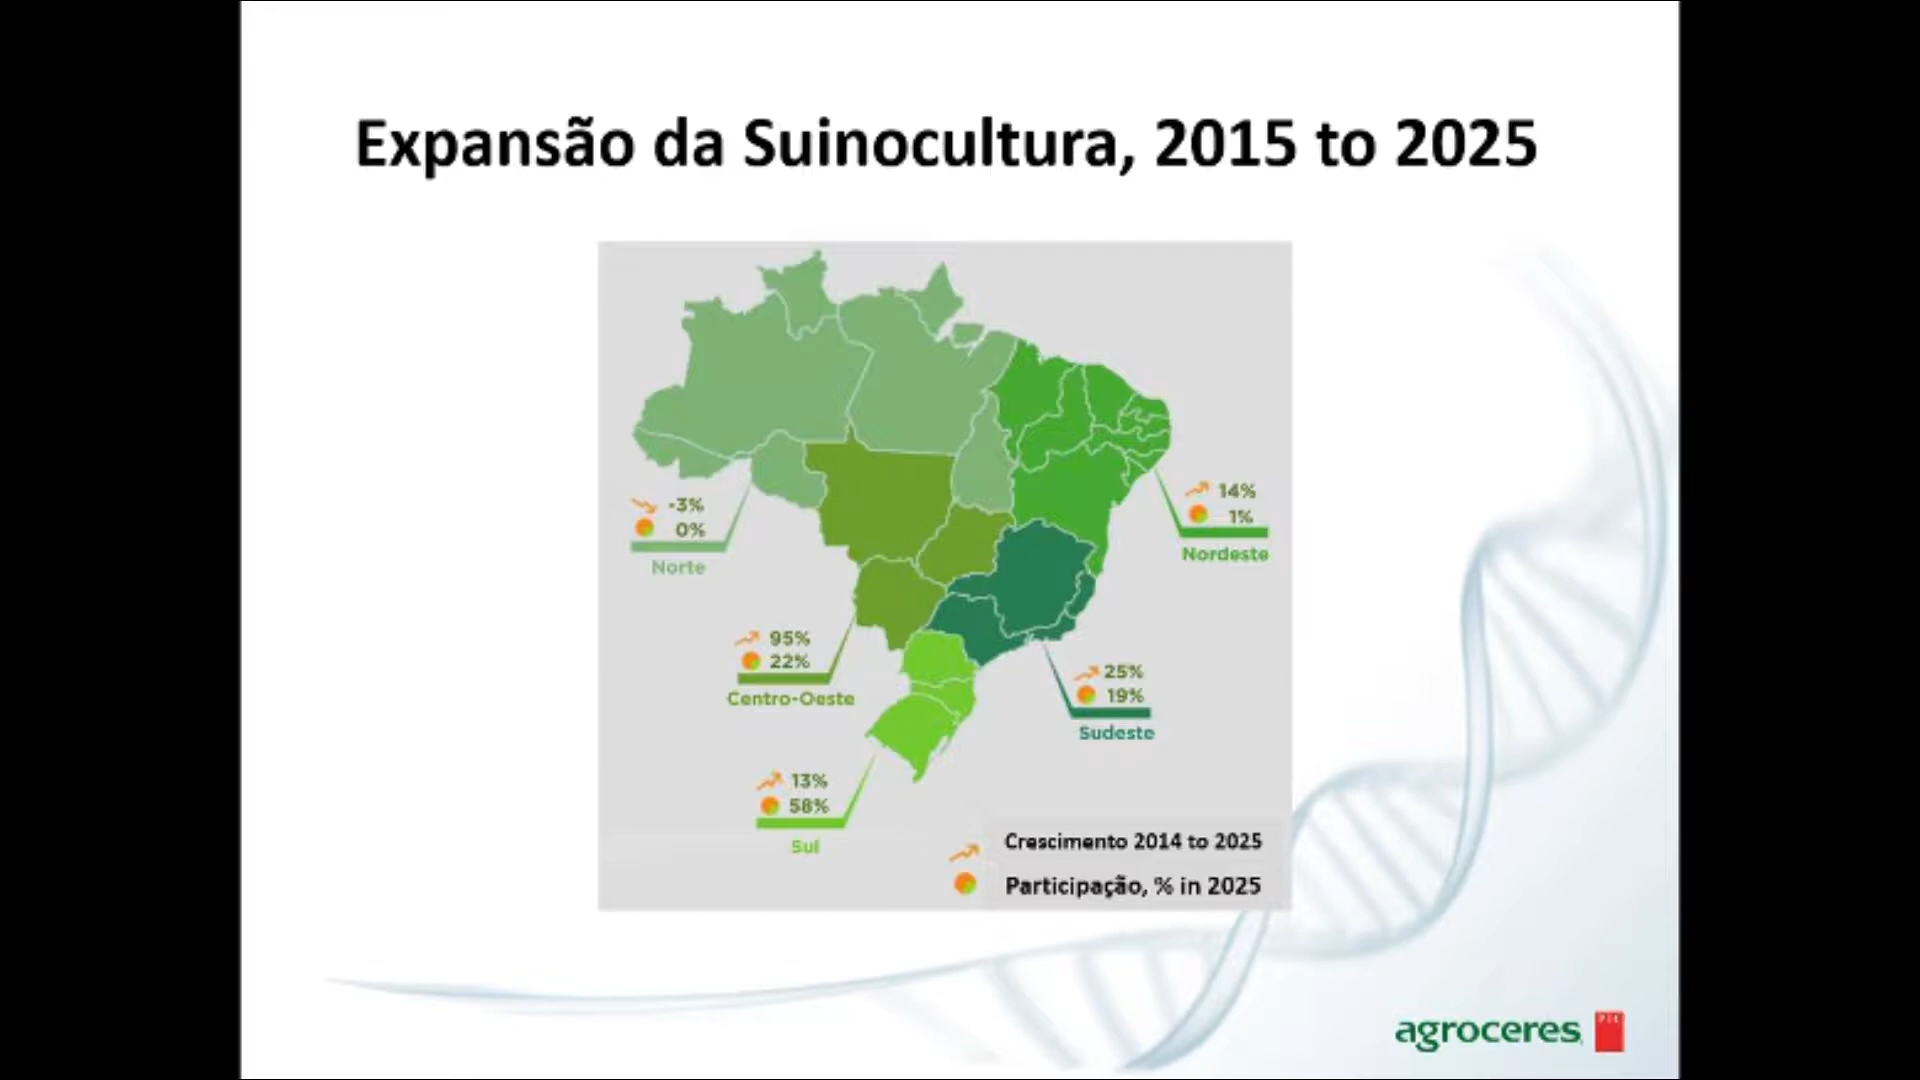 Expansão da Suinocultura, 2015 to 2025
-3%
0%
Norte
14%
1%
Nordeste
95%
22%
Centro-Oeste
25%
19%
Sudeste
13%
58%
Sul
Crescimento 2014 to 2025
Participação, % in 2025
agroceres
PIC